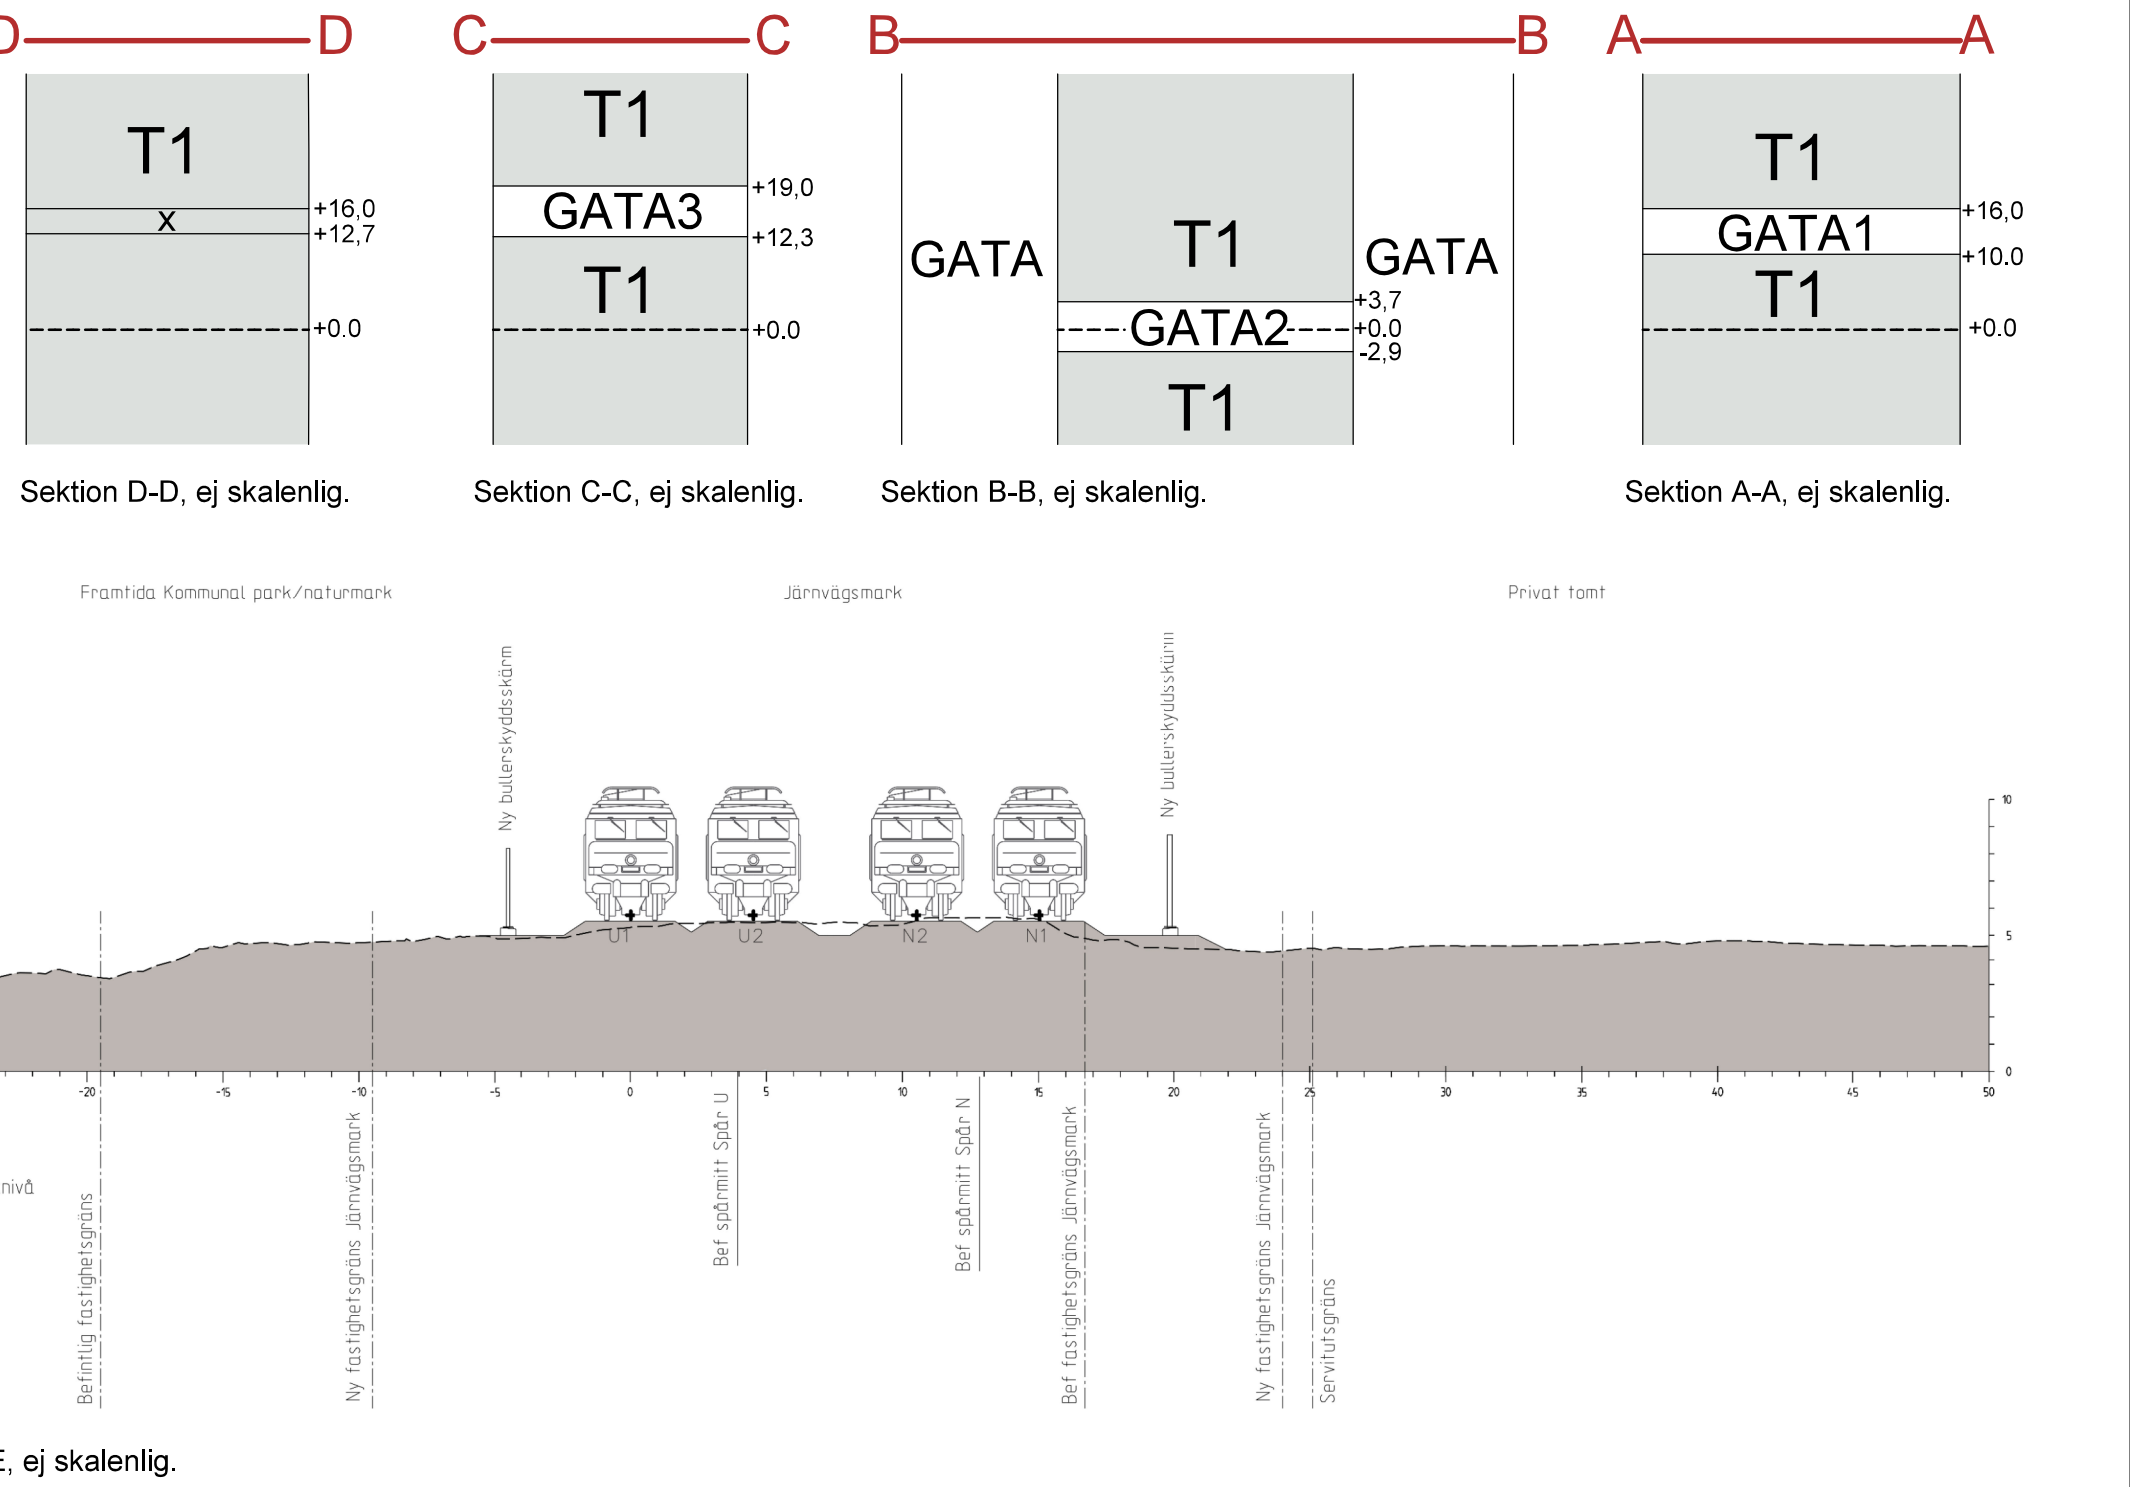 D D C C B B A A
T1
x
+16,0
+12,7
+0.0
T1
GATA3
T1
+19,0
+12,3
+0.0
GATA
T1
GATA2
T1
GATA
+3,7
+0.0
-2,9
T1
GATA1
T1
+16,0
+10.0
+0.0
Sektion D-D, ej skalenlig.
Sektion C-C, ej skalenlig.
Sektion B-B, ej skalenlig.
Sektion A-A, ej skalenlig.
Framtida Kommunal park/naturmark
Järnvägsmark
Privat tomt
Ny bullerskyddsskärm
Ny bullerskyddsskärm
U1
U2
N2
N1
10
5
0
-20 -15 -10 -5 0 5 10 15 20 25 30 35 40 45 50
nivå
Befintlig fastighetsgräns
Ny fastighetsgräns Järnvägsmark
Bef spårmitt Spår U
Bef spårmitt Spår N
Bef fastighetsgräns Järnvägsmark
Ny fastighetsgräns Järnvägsmark
Servitutsgräns
E, ej skalenlig.